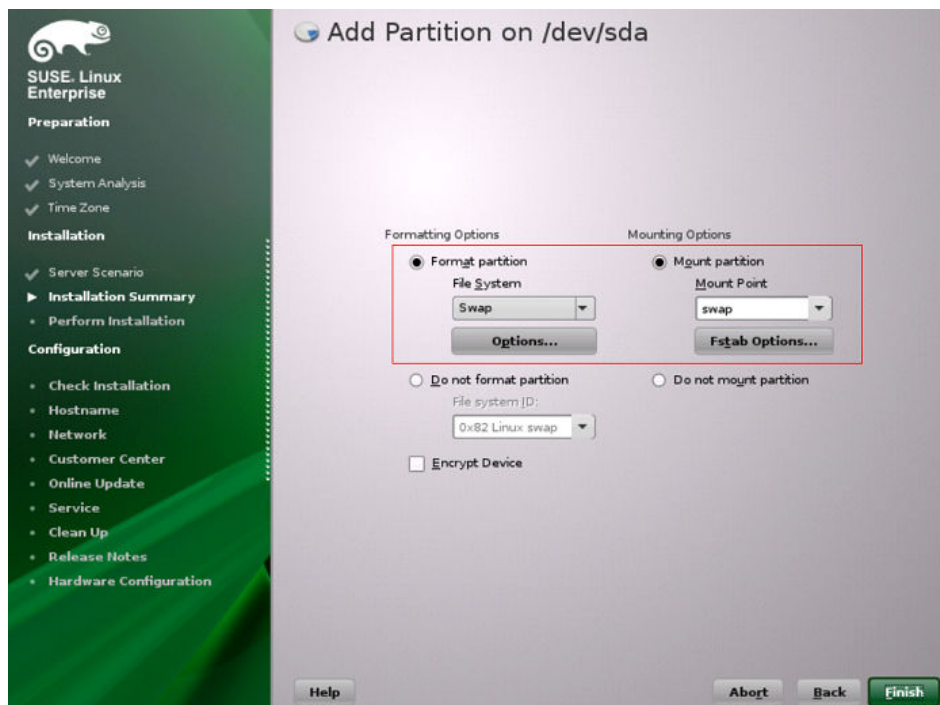 SUSE. Linux
Enterprise
Preparation
Welcome
System Analysis
Time Zone
Installation
Server Scenario
Installation Summary
Perform Installation
Configuration
Check Installation
Hostname
Network
Customer Center
Online Update
Service
Clean Up
Release Notes
Hardware Configuration
Add Partition on /dev/sda
Formatting Options
Format partition
File System
Swap
Options...
Do not format partition
File system ID:
0x82 Linux swap
Encrypt Device
Mounting Options
Mount partition
Mount Point
swap
Fstab Options...
Do not mount partition
Help
Abort
Back
Finish